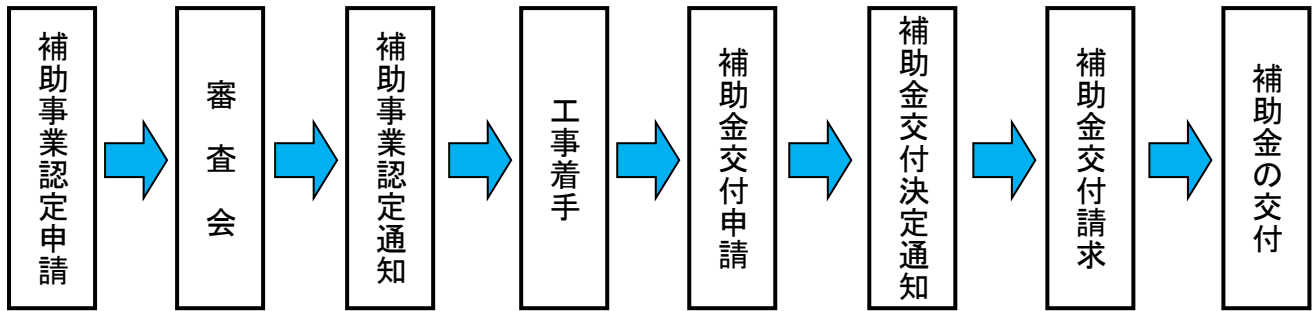 補助事業認定申請
審査会
補助事業認定通知
工事着手
補助金交付申請
補助金交付決定通知
補助金交付請求
補助金の交付